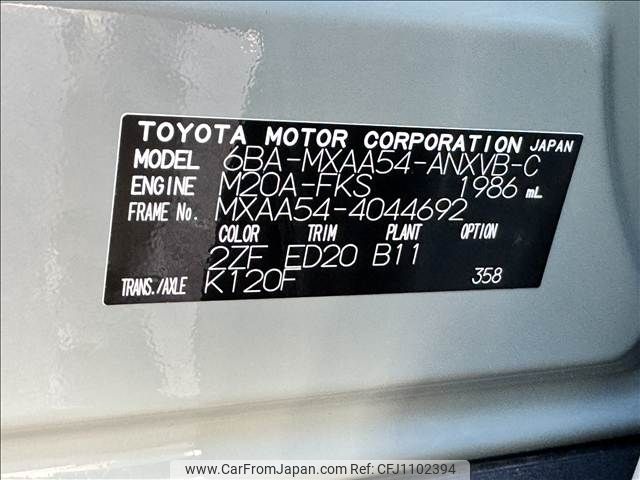 TOYOTA MOTOR CORPORATION JAPAN
MODEL 6BA-MXAA54-ANXVB-C
ENGINE M20A-FKS 1986 mL
FRAME No. MXAA54-4044692
COLOR TRIM PLANT OPTION
2ZF ED20 B11
TRANS./AXLE K120F 358
www.CarFromJapan.com Ref No: CFJ1102394